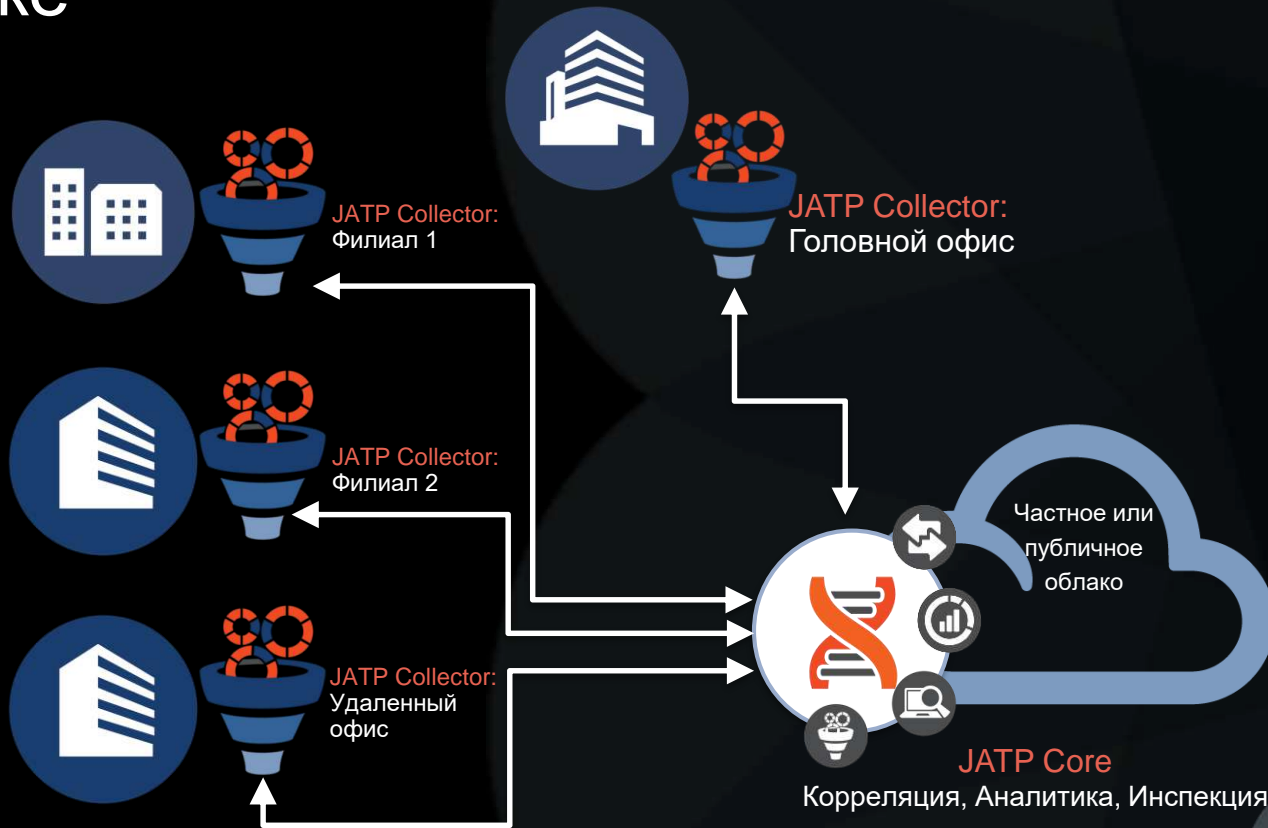 JATP Collector:
Головной офис
JATP Collector:
Филиал 1
JATP Collector:
Филиал 2
JATP Collector:
Удаленный
офис
Частное или
публичное
облако
JATP Core
Корреляция, Аналитика, Инспекция